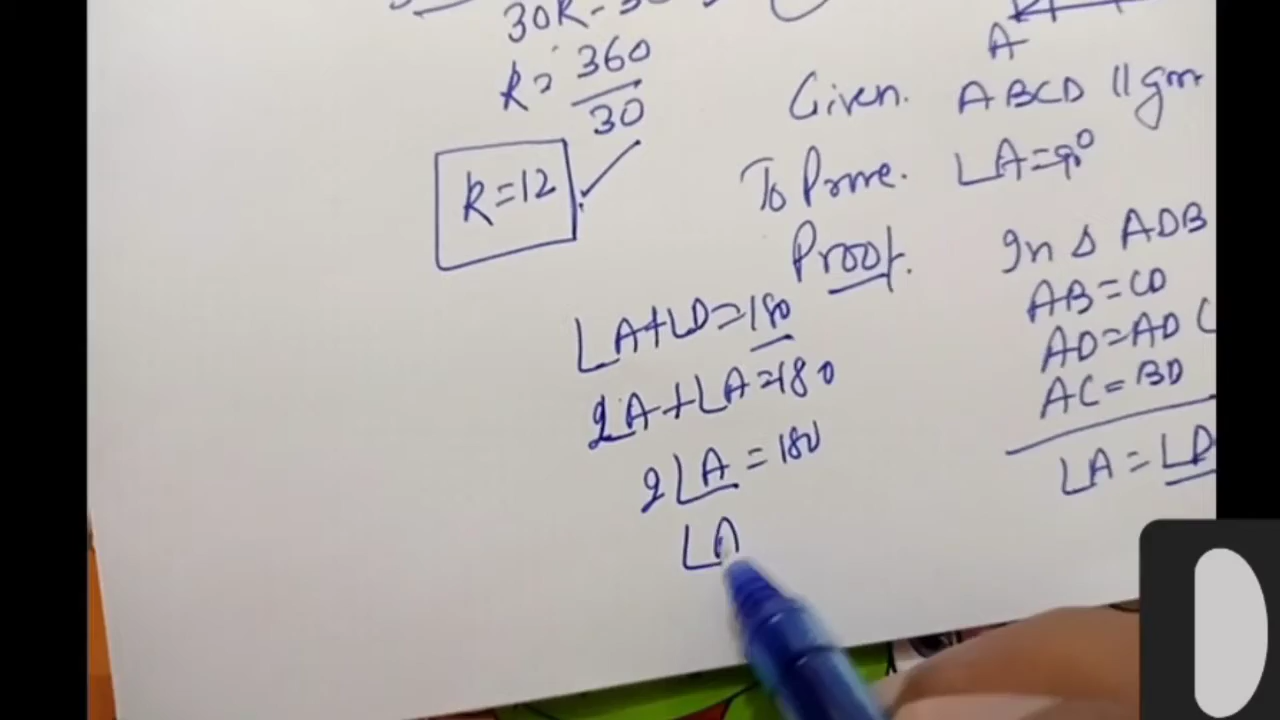 K = 360/30
K=12
A
Given. ABCD ||gm
To Prove. ∠A=90°
Proof. In Δ ADB
AB=CD
AD=AD (
AC=BD
∠A=∠D
∠A+∠D=180
∠A+∠A=180
2∠A=180
∠A